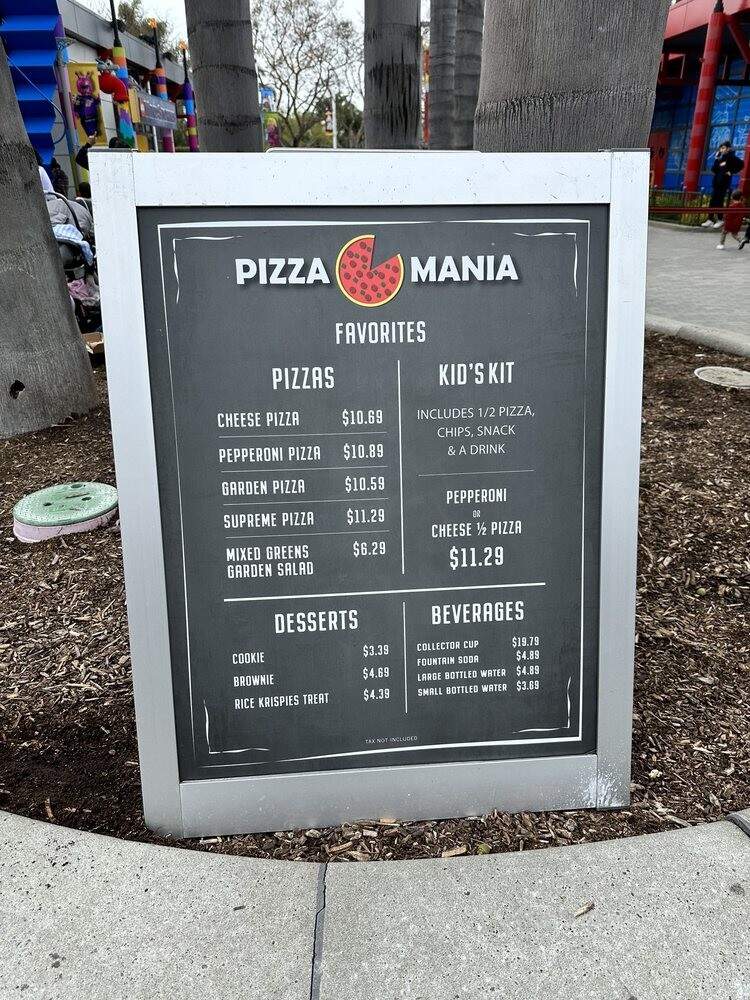 PIZZA MANIA
FAVORITES
PIZZAS
CHEESE PIZZA $10.69
PEPPERONI PIZZA $10.89
GARDEN PIZZA $10.59
SUPREME PIZZA $11.29
MIXED GREENS $6.29
GARDEN SALAD
KID'S KIT
INCLUDES 1/2 PIZZA,
CHIPS, SNACK
& A DRINK
PEPPERONI
OR
CHEESE ½ PIZZA
$11.29
DESSERTS
COOKIE $3.39
BROWNIE $4.69
RICE KRISPIES TREAT $4.39
BEVERAGES
COLLECTOR CUP $19.79
FOUNTAIN SODA $4.89
LARGE BOTTLED WATER $4.89
SMALL BOTTLED WATER $3.69
TAX NOT INCLUDED